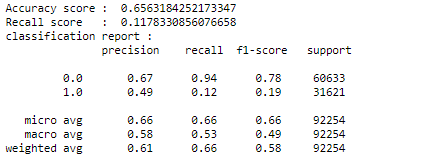 Accuracy score : 0.6563184252173347
Recall score : 0.1178330856076658
classification report :
precision recall f1-score support
0.0 0.67 0.94 0.78 60633
1.0 0.49 0.12 0.19 31621
micro avg 0.66 0.66 0.66 92254
macro avg 0.58 0.53 0.49 92254
weighted avg 0.61 0.66 0.58 92254